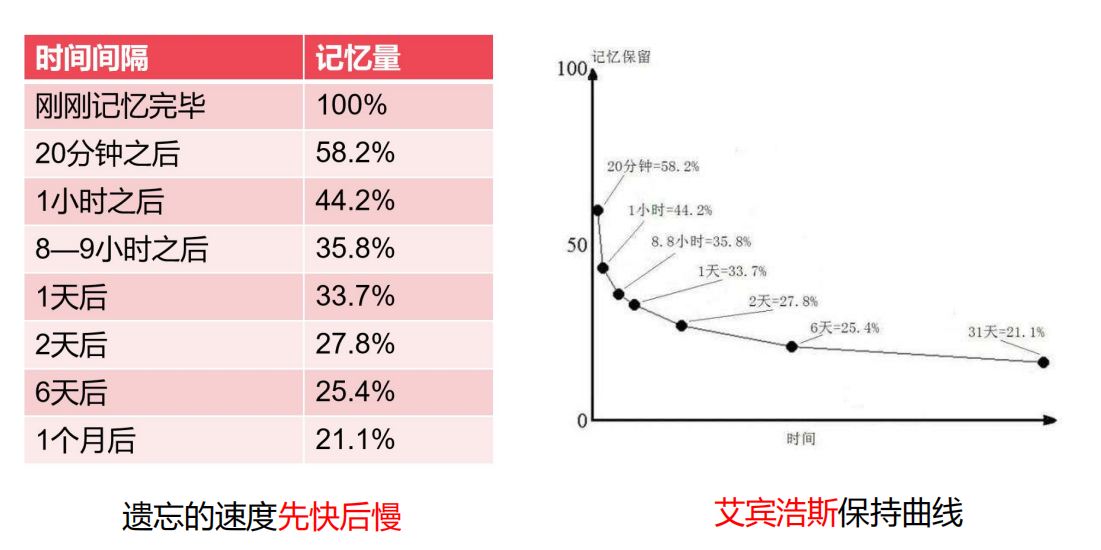 时间间隔 记忆量
刚刚记忆完毕 100%
20分钟之后 58.2%
1小时之后 44.2%
8—9小时之后 35.8%
1天后 33.7%
2天后 27.8%
6天后 25.4%
1个月后 21.1%
遗忘的速度先快后慢
记忆保留
100
20分钟=58.2%
1小时=44.2%
50
8.8小时=35.8%
1天=33.7%
2天=27.8%
6天=25.4%
31天=21.1%
0
时间
艾宾浩斯保持曲线